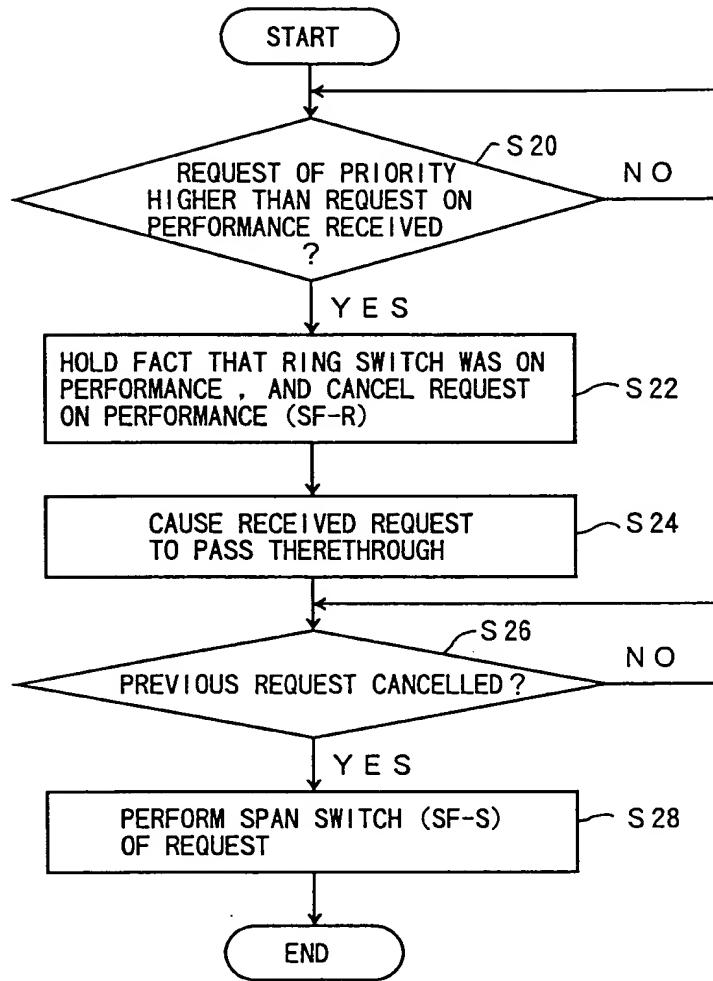 START
S20
REQUEST OF PRIORITY
HIGHER THAN REQUEST ON
PERFORMANCE RECEIVED
?
NO
YES
HOLD FACT THAT RING SWITCH WAS ON
PERFORMANCE , AND CANCEL REQUEST
ON PERFORMANCE (SF-R)
S22
CAUSE RECEIVED REQUEST
TO PASS THERETHROUGH
S24
S26
PREVIOUS REQUEST CANCELLED?
NO
YES
PERFORM SPAN SWITCH (SF-S)
OF REQUEST
S28
END